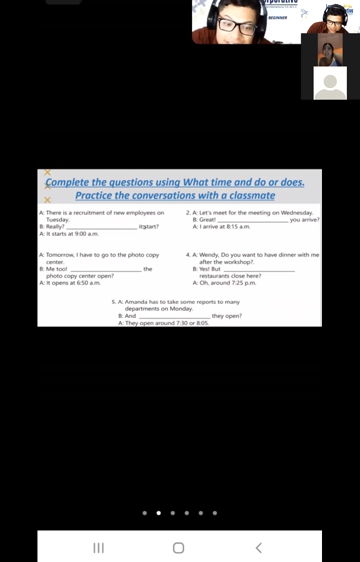 BEGINNER
Complete the questions using What time and do or does.
Practice the conversations with a classmate
A: There is a recruitment of new employees on
Tuesday.
B: Really? ____________________ it start?
A: It starts at 9:00 a.m.
2. A: Let's meet for the meeting on Wednesday.
B: Great! ____________________ you arrive?
A: I arrive at 8:15 a.m.
A: Tomorrow, I have to go to the photo copy
center.
B: Me too! ____________________ the
photo copy center open?
A: It opens at 6:50 a.m.
4. A: Wendy, Do you want to have dinner with me
after the workshop?.
B: Yes! But ____________________
restaurants close here?
A: Oh, around 7:25 p.m.
5. A: Amanda has to take some reports to many
departments on Monday.
B: And ____________________ they open?
A: They open around 7:30 or 8:05.